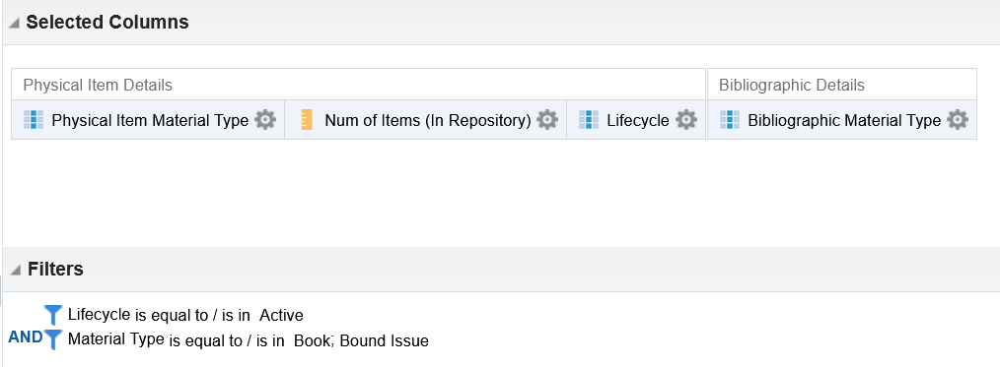 Selected Columns
Physical Item Details
Bibliographic Details
Physical Item Material Type
Num of Items (In Repository)
Lifecycle
Bibliographic Material Type
Filters
Lifecycle is equal to / is in Active
AND Material Type is equal to / is in Book; Bound Issue